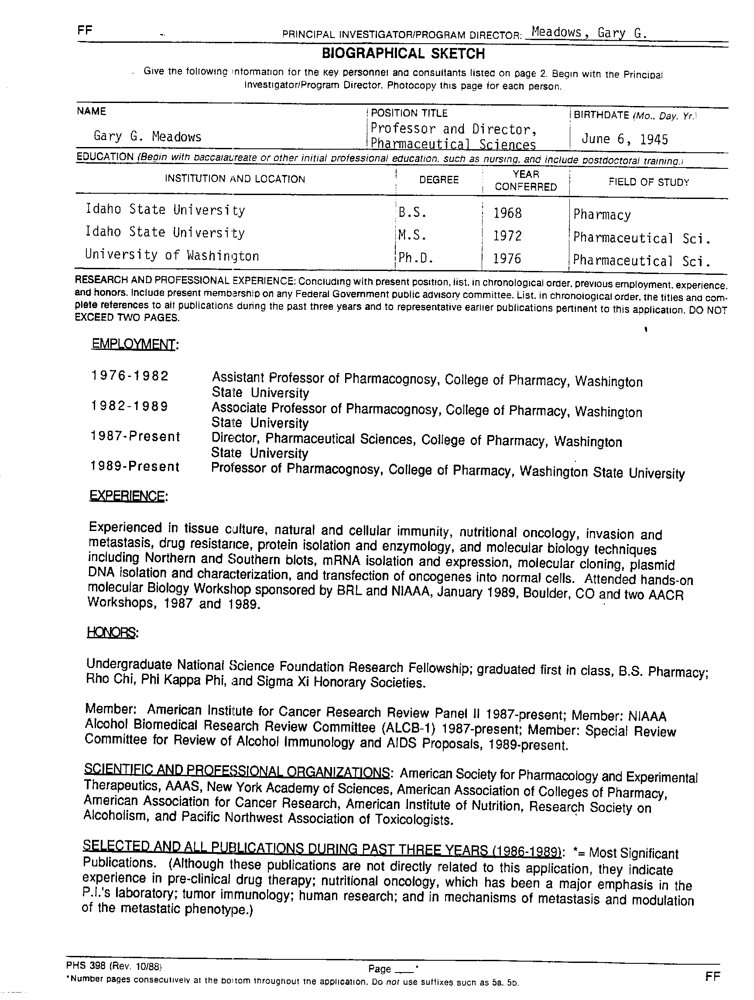 FF
PRINCIPAL INVESTIGATOR/PROGRAM DIRECTOR: Meadows, Gary G.
BIOGRAPHICAL SKETCH
Give the following information for the key personnel and consultants listed on page 2. Begin with the Principal
Investigator/Program Director. Photocopy this page for each person.
NAME
POSITION TITLE
BIRTHDATE (Mo., Day, Yr.)
Gary G. Meadows
Professor and Director,
Pharmaceutical Sciences
June 6, 1945
EDUCATION (Begin with baccalaureate or other initial professional education, such as nursing, and include postdoctoral training.)
INSTITUTION AND LOCATION
DEGREE
YEAR
CONFERRED
FIELD OF STUDY
Idaho State University B.S. 1968 Pharmacy
Idaho State University M.S. 1972 Pharmaceutical Sci.
University of Washington Ph.D. 1976 Pharmaceutical Sci.
RESEARCH AND PROFESSIONAL EXPERIENCE: Concluding with present position, list, in chronological order, previous employment, experience,
and honors. Include present membership on any Federal Government public advisory committee. List, in chronological order, the titles and com-
plete references to all publications during the past three years and to representative earlier publications pertinent to this application. DO NOT
EXCEED TWO PAGES.
EMPLOYMENT:
1976-1982 Assistant Professor of Pharmacognosy, College of Pharmacy, Washington
State University
1982-1989 Associate Professor of Pharmacognosy, College of Pharmacy, Washington
State University
1987-Present Director, Pharmaceutical Sciences, College of Pharmacy, Washington
State University
1989-Present Professor of Pharmacognosy, College of Pharmacy, Washington State University
EXPERIENCE:
Experienced in tissue culture, natural and cellular immunity, nutritional oncology, invasion and
metastasis, drug resistance, protein isolation and enzymology, and molecular biology techniques
including Northern and Southern blots, mRNA isolation and expression, molecular cloning, plasmid
DNA isolation and characterization, and transfection of oncogenes into normal cells. Attended hands-on
molecular Biology Workshop sponsored by BRL and NIAAA, January 1989, Boulder, CO and two AACR
Workshops, 1987 and 1989.
HONORS:
Undergraduate National Science Foundation Research Fellowship; graduated first in class, B.S. Pharmacy;
Rho Chi, Phi Kappa Phi, and Sigma Xi Honorary Societies.
Member: American Institute for Cancer Research Review Panel II 1987-present; Member: NIAAA
Alcohol Biomedical Research Review Committee (ALCB-1) 1987-present; Member: Special Review
Committee for Review of Alcohol Immunology and AIDS Proposals, 1989-present.
SCIENTIFIC AND PROFESSIONAL ORGANIZATIONS: American Society for Pharmacology and Experimental
Therapeutics, AAAS, New York Academy of Sciences, American Association of Colleges of Pharmacy,
American Association for Cancer Research, American Institute of Nutrition, Research Society on
Alcoholism, and Pacific Northwest Association of Toxicologists.
SELECTED AND ALL PUBLICATIONS DURING PAST THREE YEARS (1986-1989): *= Most Significant
Publications. (Although these publications are not directly related to this application, they indicate
experience in pre-clinical drug therapy; nutritional oncology, which has been a major emphasis in the
P.I.'s laboratory; tumor immunology; human research; and in mechanisms of metastasis and modulation
of the metastatic phenotype.)
PHS 398 (Rev. 10/88)
Page ___*
*Number pages consecutively at the bottom throughout the application. Do not use suffixes such as 5a, 5b.
FF